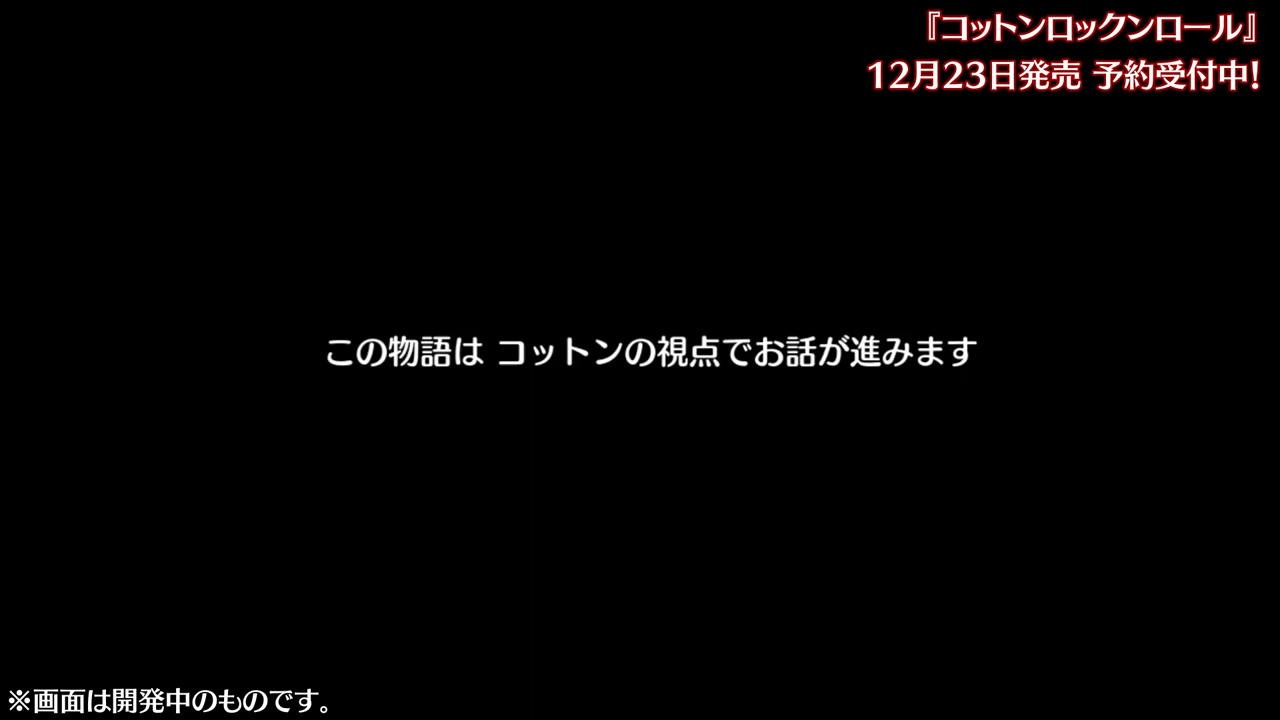 『コットンロックンロール』
12月23日発売 予約受付中!
この物語は コットンの視点でお話が進みます
※画面は開発中のものです。